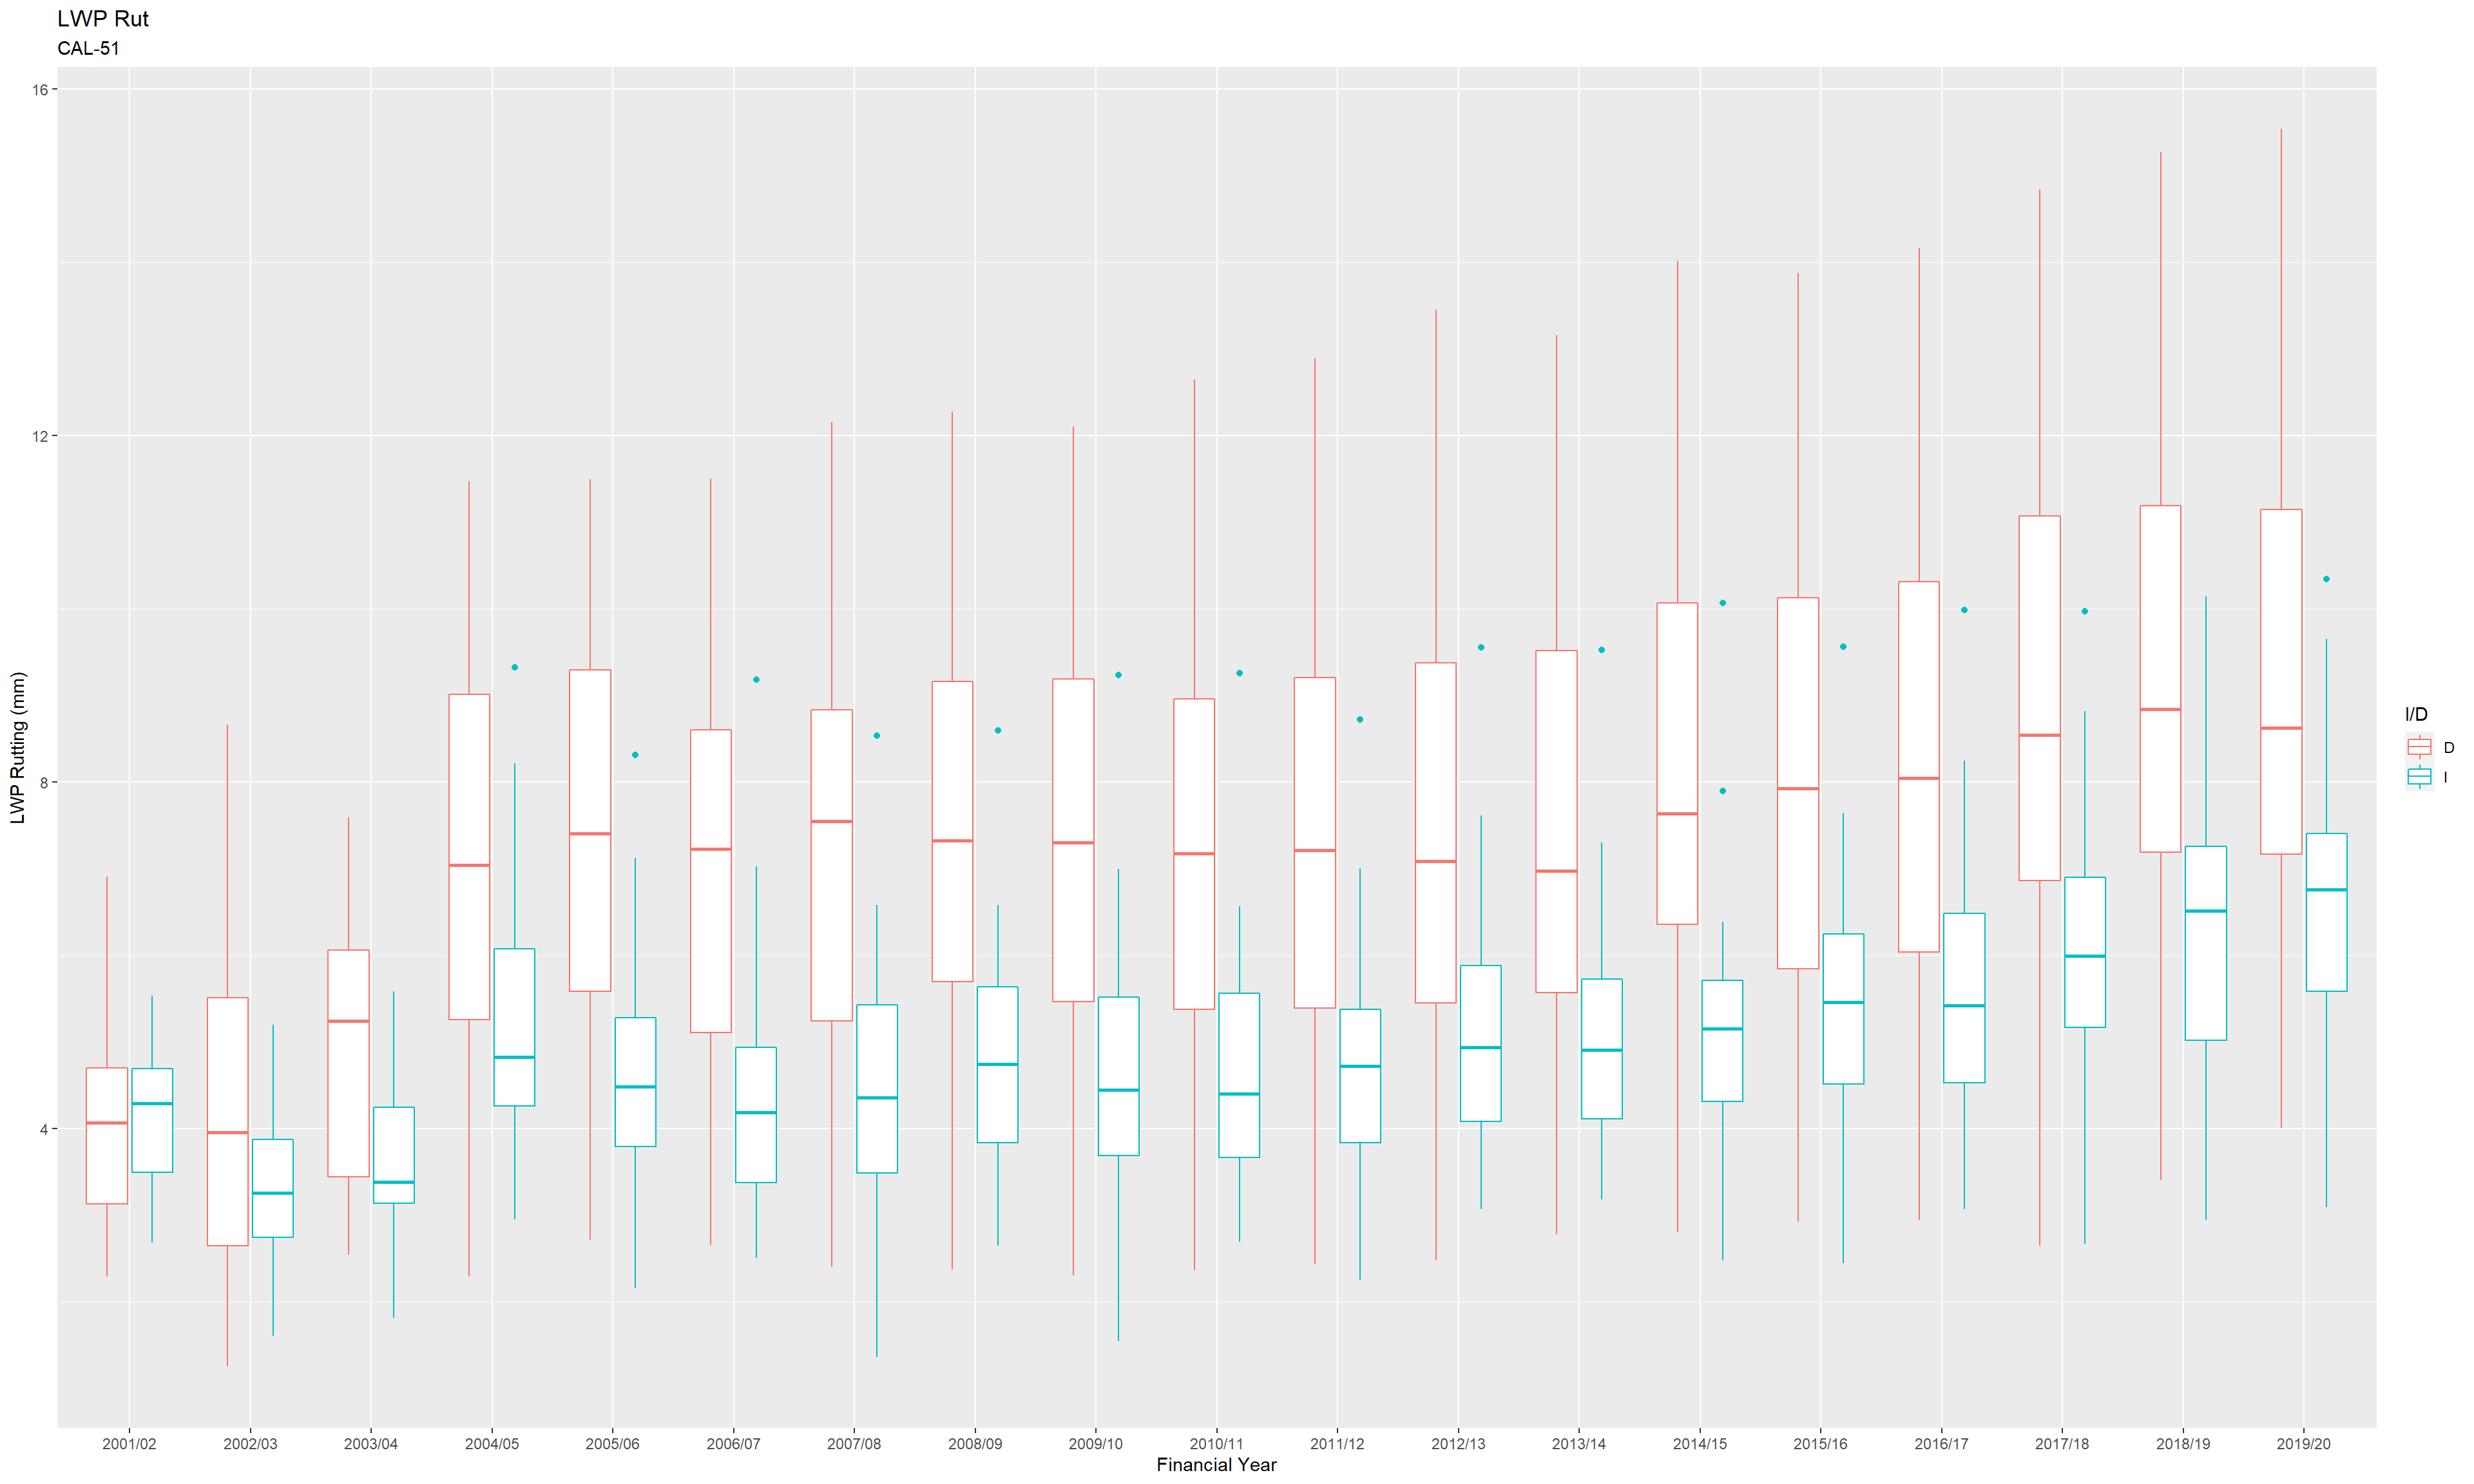 LWP Rut
CAL-51
LWP Rutting (mm)
16
12
8
4
2001/02 2002/03 2003/04 2004/05 2005/06 2006/07 2007/08 2008/09 2009/10 2010/11 2011/12 2012/13 2013/14 2014/15 2015/16 2016/17 2017/18 2018/19 2019/20
Financial Year
I/D
D
I